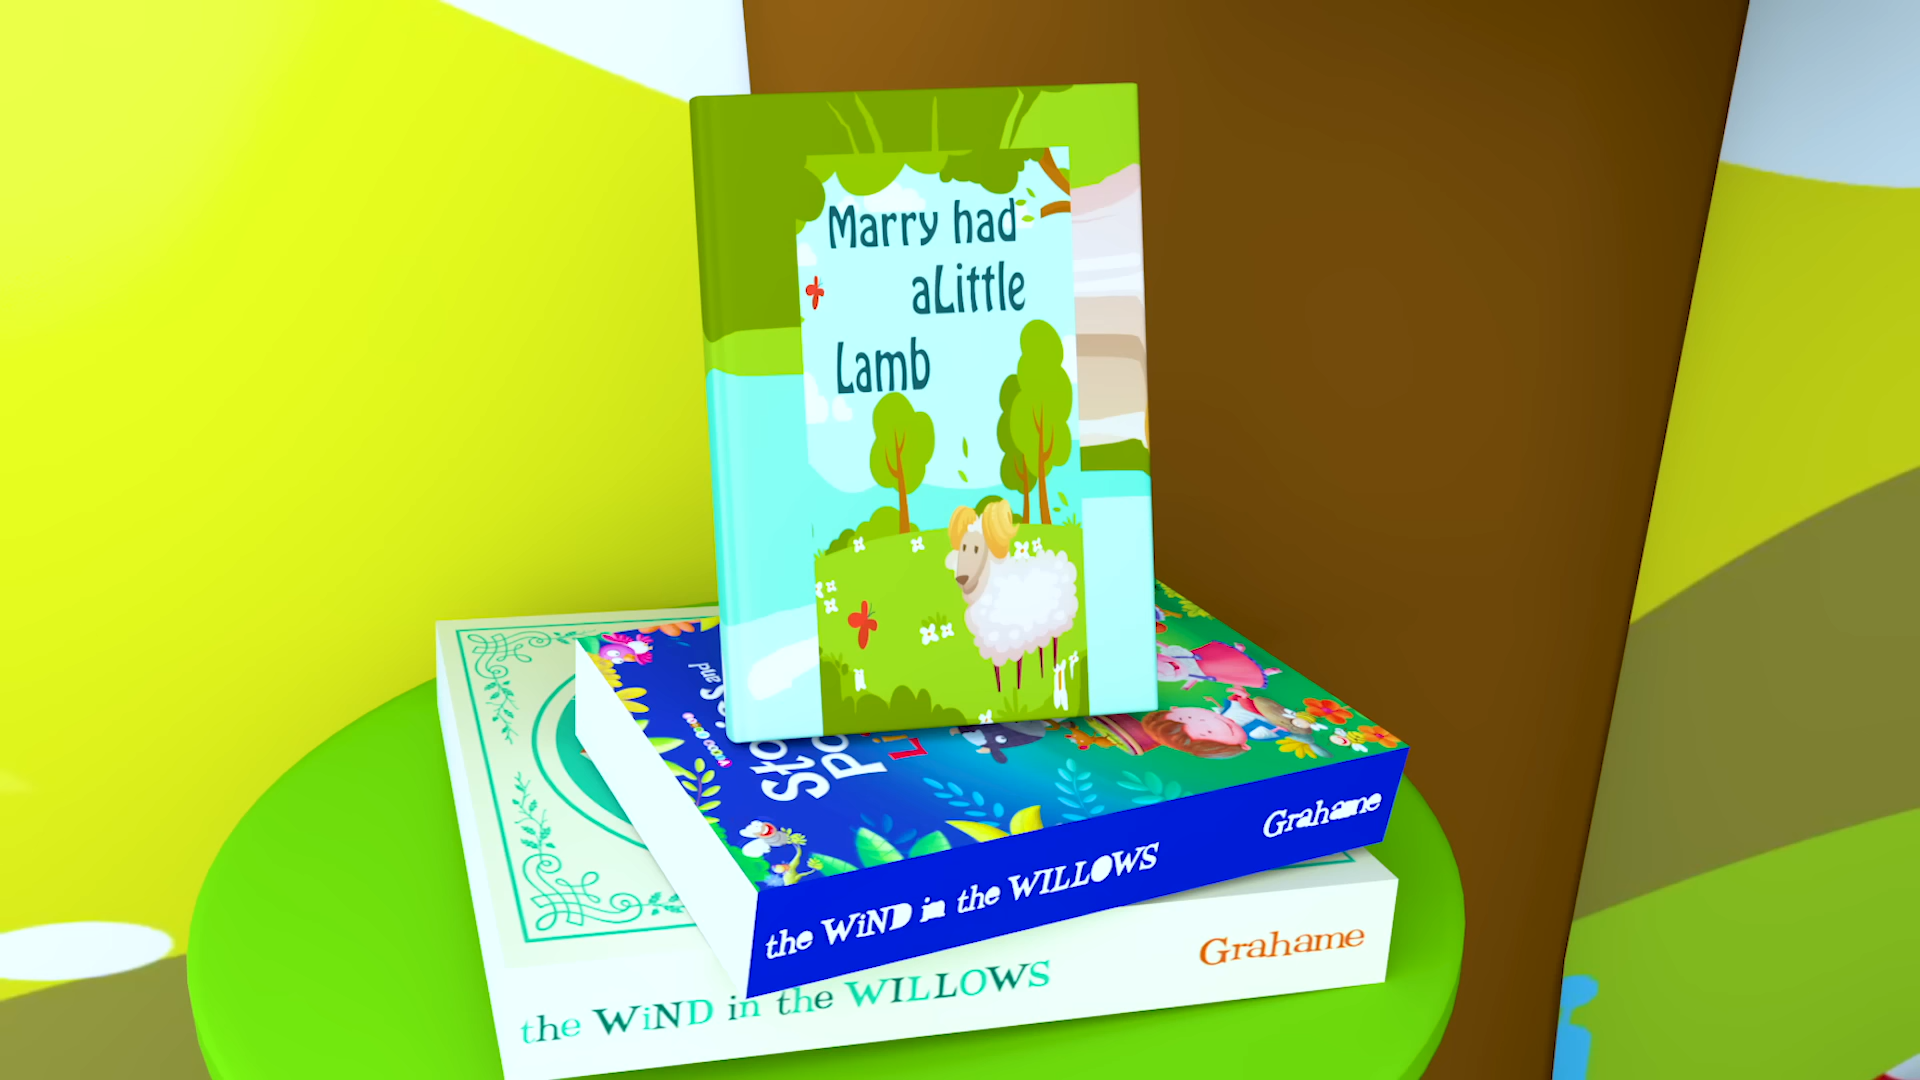 Marry had
aLittle
Lamb
the WiND in the WILLOWS
Grahame
the WiND in the WILLOWS
Grahame